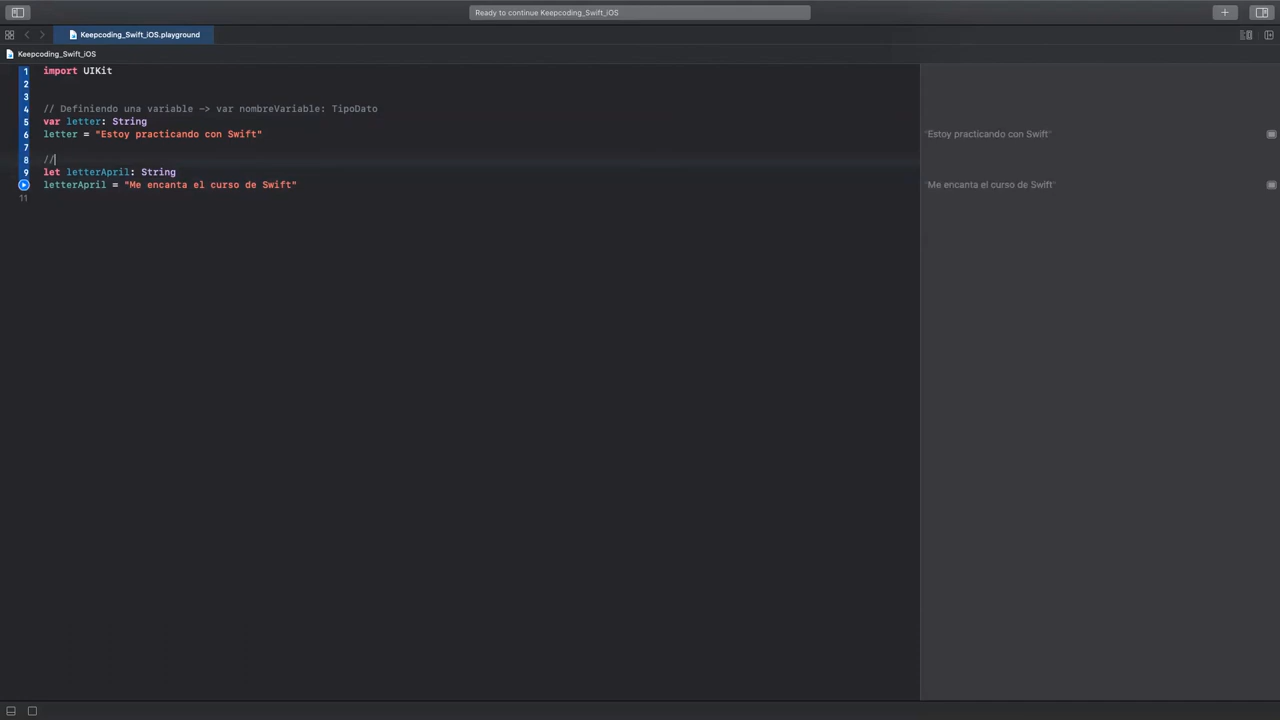 Ready to continue Keepcoding_Swift_iOS
Keepcoding_Swift_iOS.playground
Keepcoding_Swift_iOS
1 import UIKit
2
3
4 // Definiendo una variable -> var nombreVariable: TipoDato
5 var letter: String
6 letter = "Estoy practicando con Swift" "Estoy practicando con Swift"
7
8 //
9 let letterApril: String
letterApril = "Me encanta el curso de Swift" "Me encanta el curso de Swift"
11